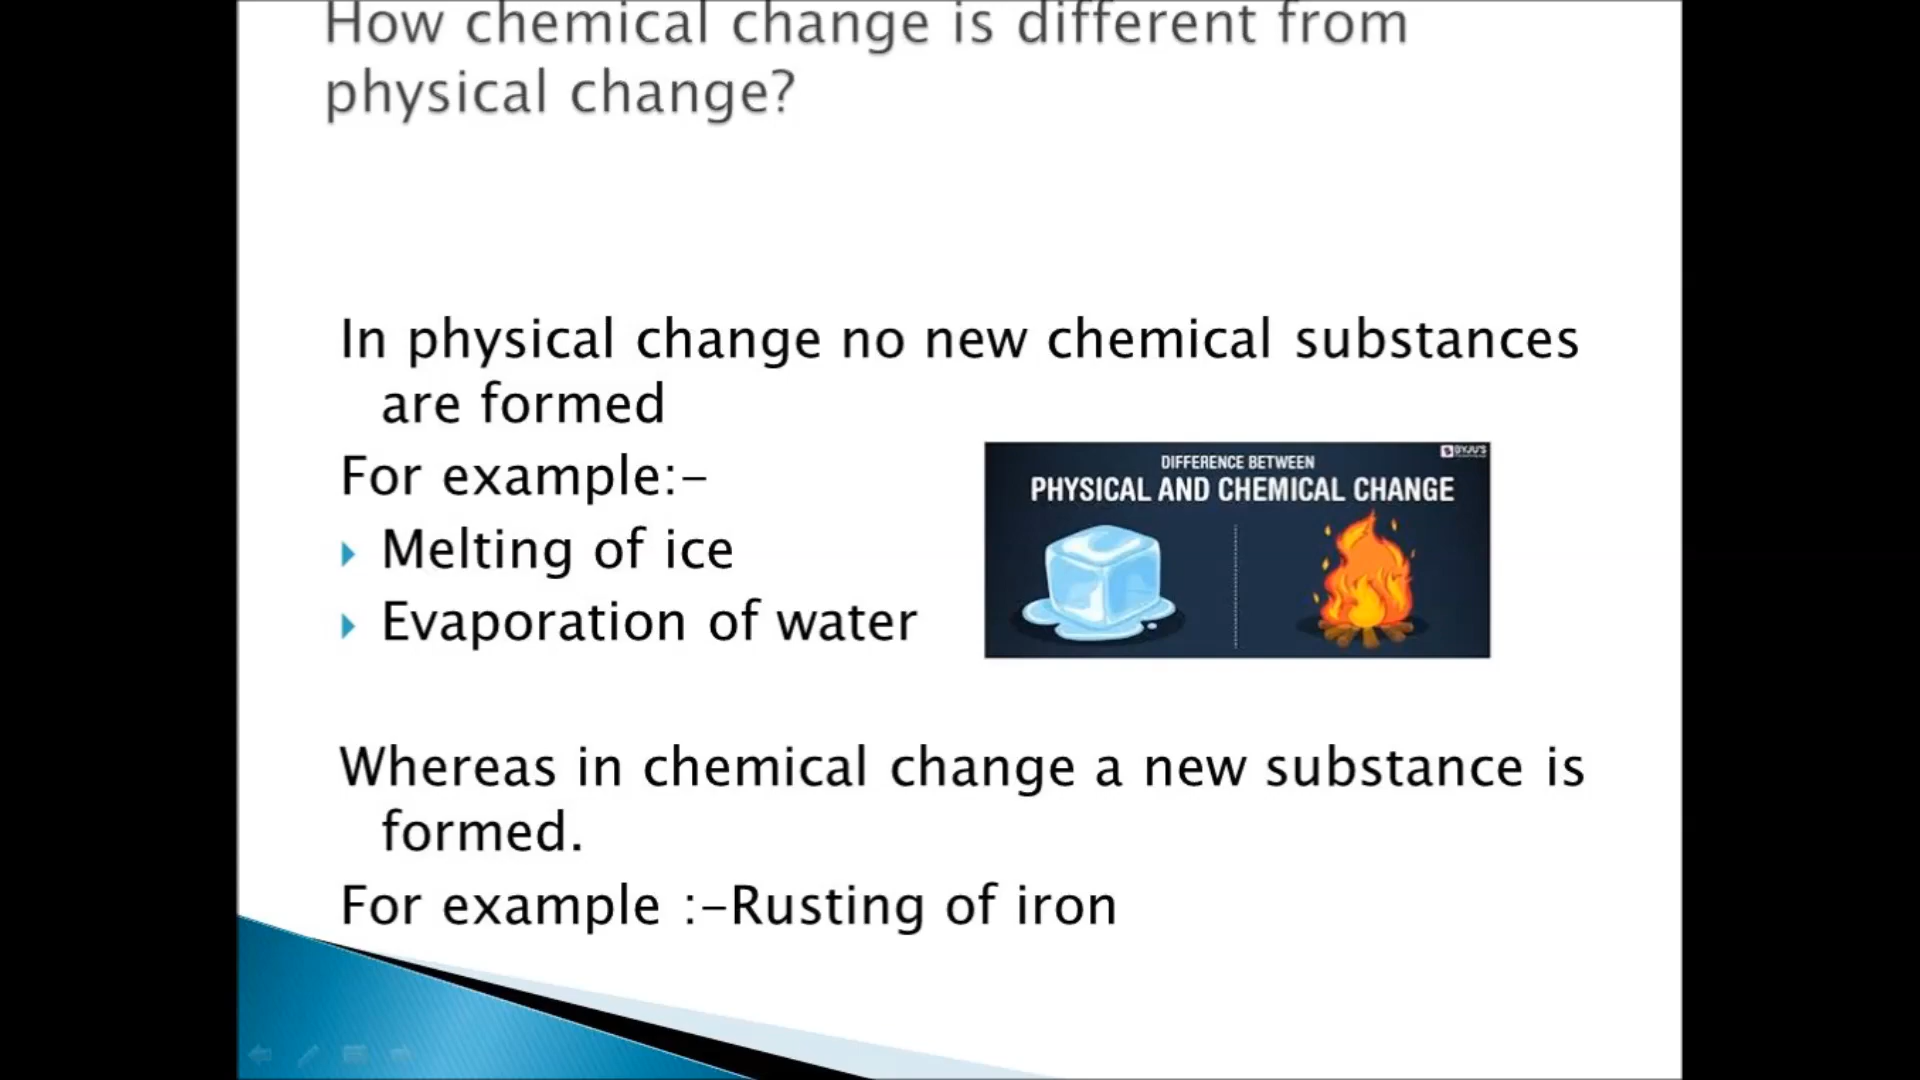 How chemical change is different from
physical change?
In physical change no new chemical substances
are formed
For example:-
Melting of ice
Evaporation of water
BYJU'S
DIFFERENCE BETWEEN
PHYSICAL AND CHEMICAL CHANGE
Whereas in chemical change a new substance is
formed.
For example :-Rusting of iron